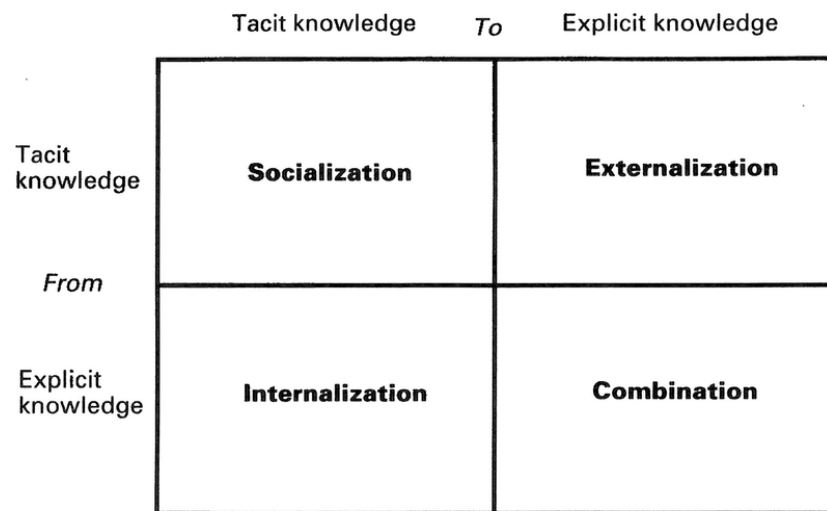 Tacit knowledge To Explicit knowledge
Tacit
knowledge
Socialization
Externalization
From
Explicit
knowledge
Internalization
Combination